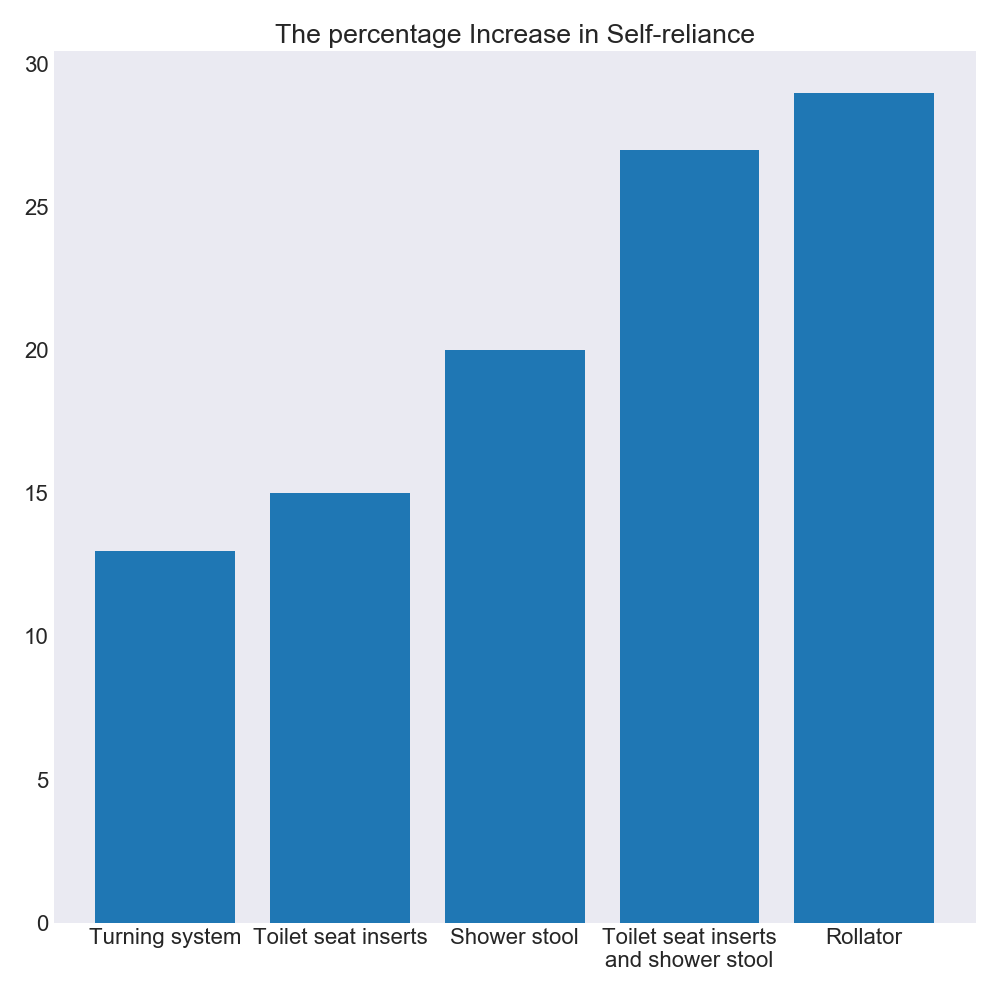 The percentage Increase in Self-reliance
30
25
20
15
10
5
0
Turning system
Toilet seat inserts
Shower stool
Toilet seat inserts
and shower stool
Rollator